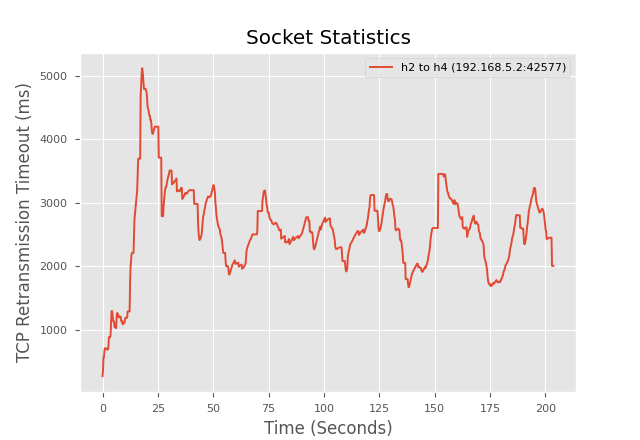 Socket Statistics
h2 to h4 (192.168.5.2:42577)
TCP Retransmission Timeout (ms)
5000
4000
3000
2000
1000
0 25 50 75 100 125 150 175 200
Time (Seconds)